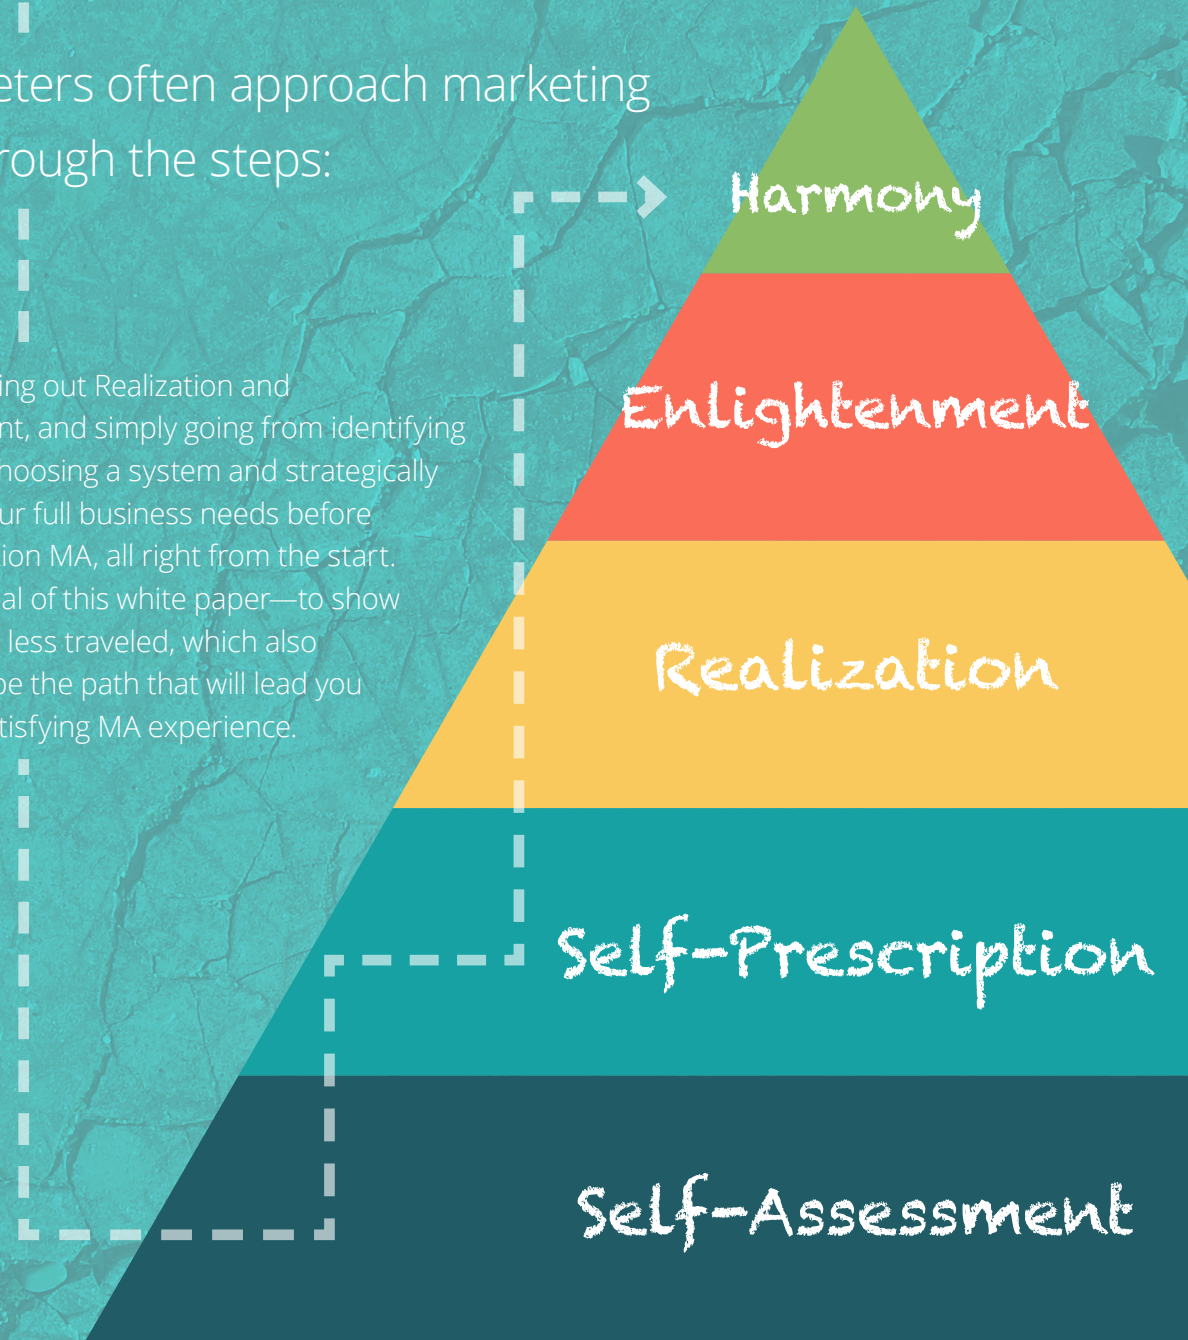 eters often approach marketing
rough the steps:
ing out Realization and
nt, and simply going from identifying
hoosing a system and strategically
ur full business needs before
tion MA, all right from the start.
al of this white paper—to show
less traveled, which also
be the path that will lead you
tisfying MA experience.
Harmony
Enlightenment
Realization
Self-Prescription
Self-Assessment